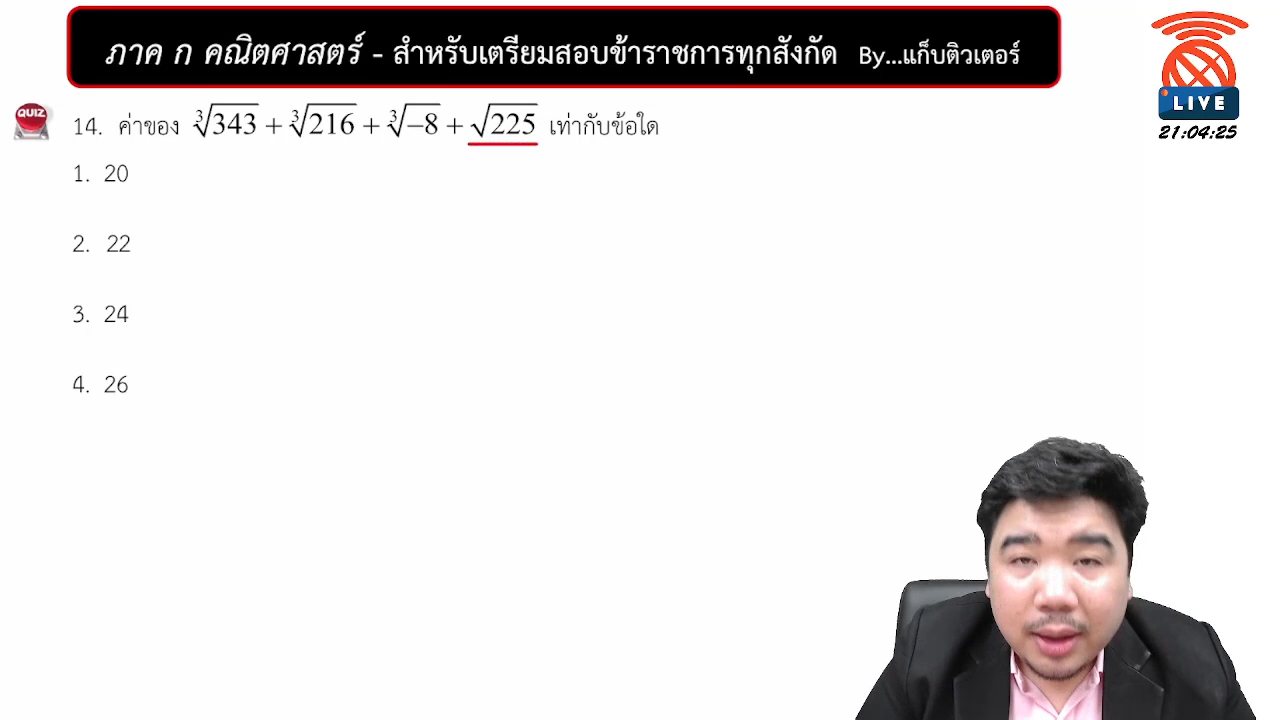 ภาค ก คณิตศาสตร์ - สำหรับเตรียมสอบข้าราชการทุกสังกัด By...แก็บติวเตอร์
LIVE
21:04:25
QUIZ
14. ค่าของ ∛343 + ∛216 + ∛−8 + √225 เท่ากับข้อใด
1. 20
2. 22
3. 24
4. 26